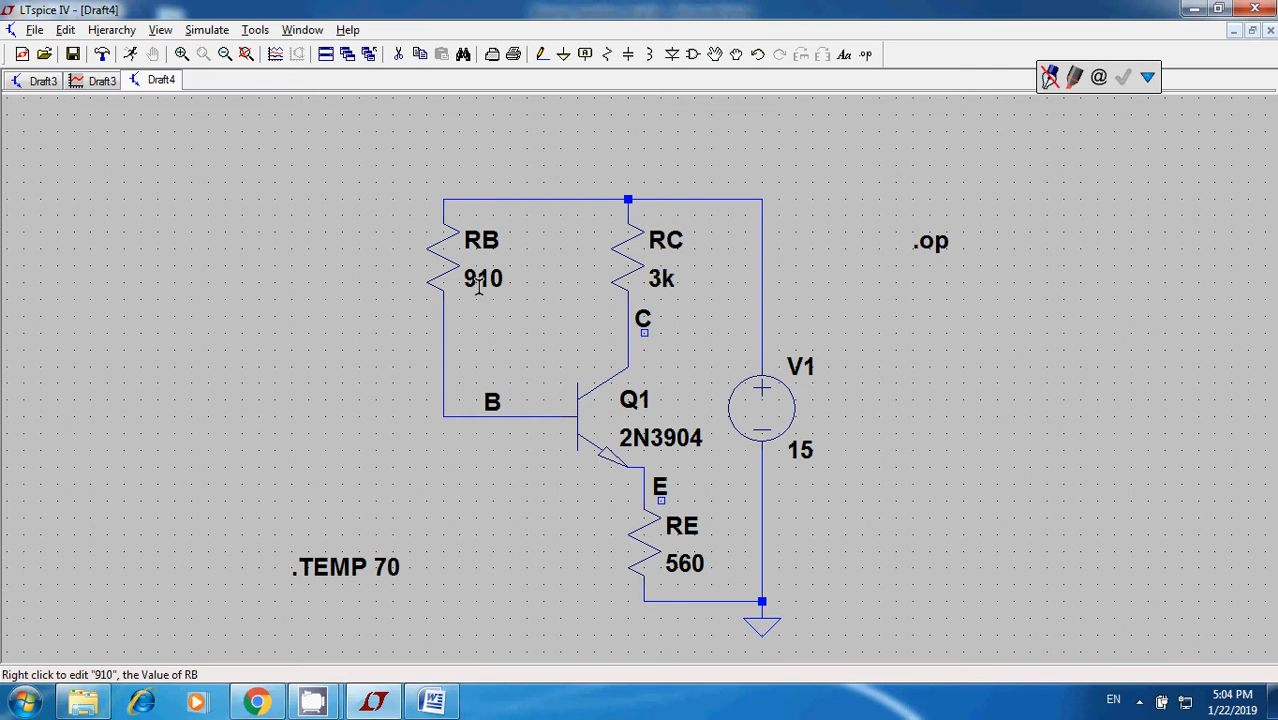 LTspice IV - [Draft4]
File Edit Hierarchy View Simulate Tools Window Help
Aa .op
Draft3 Draft3 Draft4
@
RB
910
RC
3k
.op
C
V1
B
Q1
2N3904
15
E
RE
560
.TEMP 70
Right click to edit "910", the Value of RB
EN
5:04 PM
1/22/2019